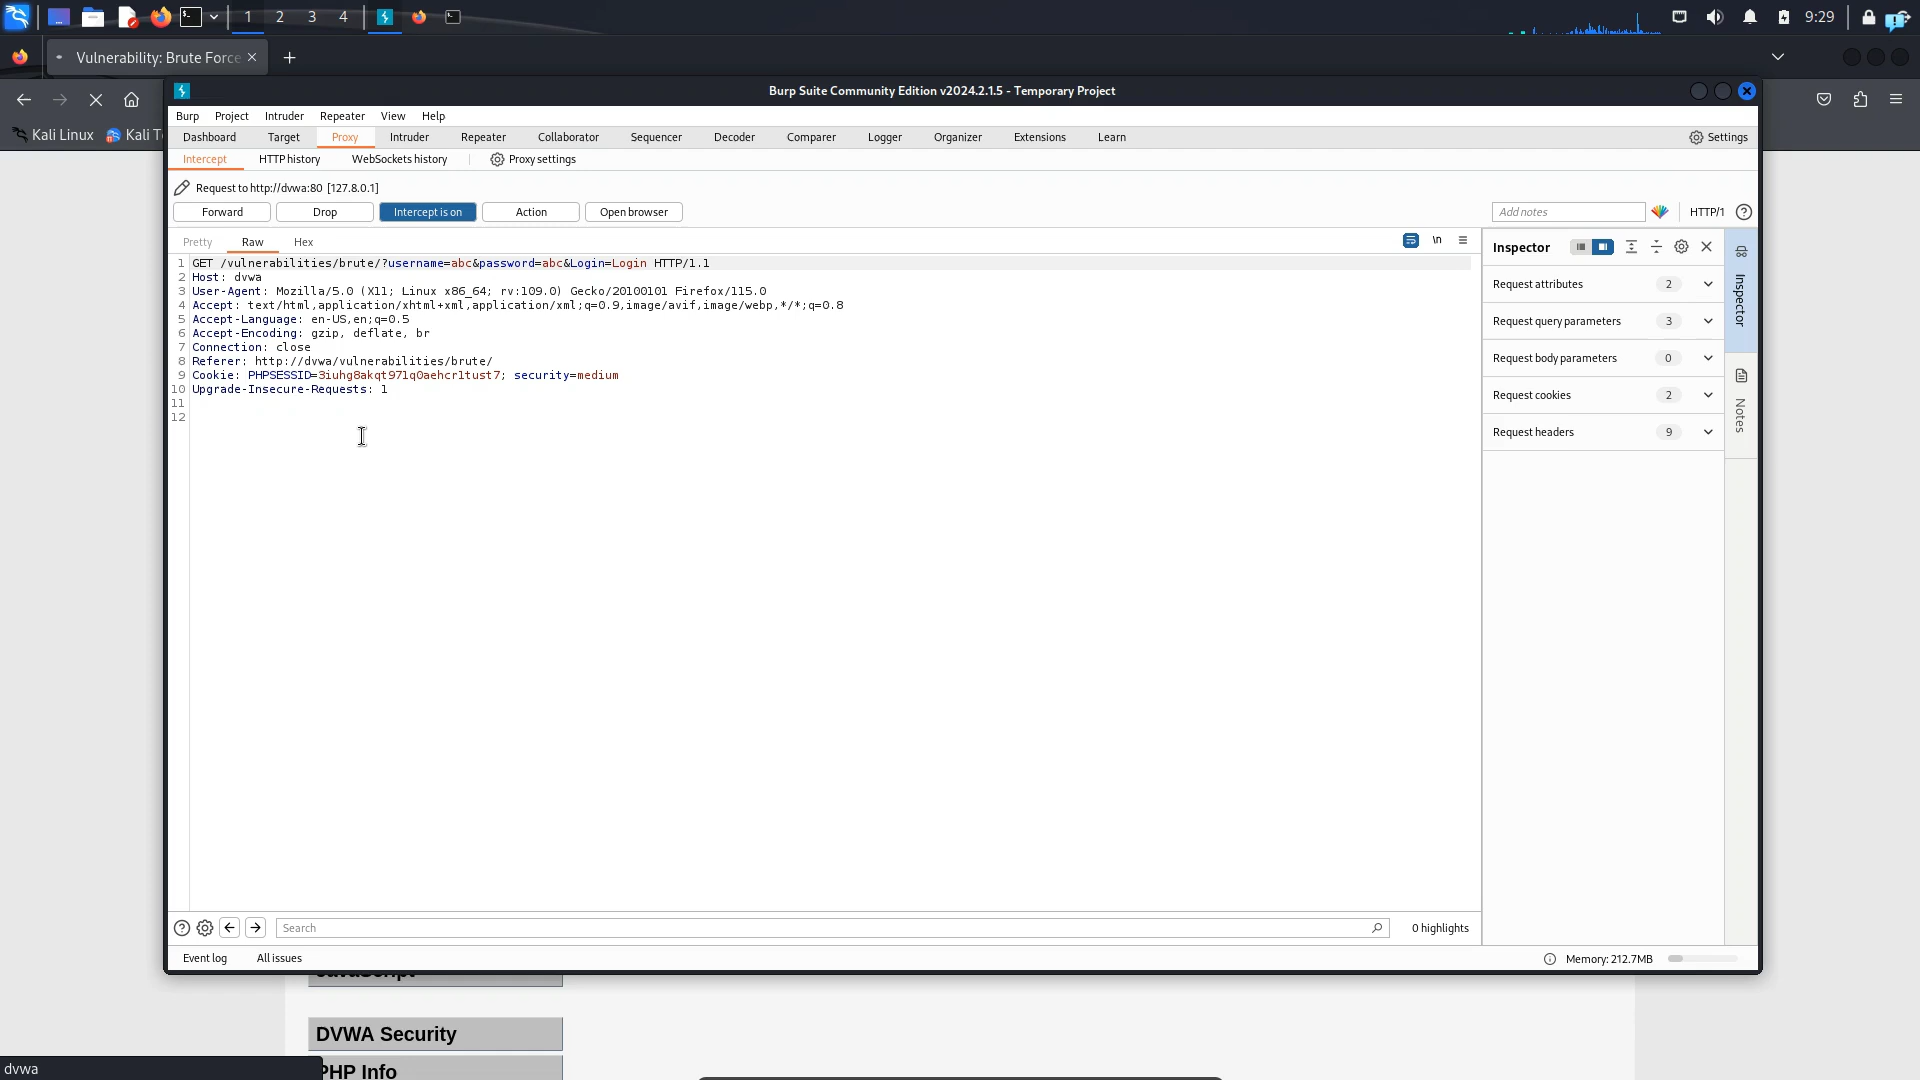 1 2 3 4 9:29
Vulnerability: Brute Force
Burp Suite Community Edition v2024.2.1.5 - Temporary Project
Burp Project Intruder Repeater View Help
Kali Linux
Dashboard Target Proxy Intruder Repeater Collaborator Sequencer Decoder Comparer Logger Organizer Extensions Learn Settings
Intercept HTTP history WebSockets history Proxy settings
Request to http://dvwa:80 [127.8.0.1]
Forward Drop Intercept is on Action Open browser Add notes HTTP/1
Pretty Raw Hex \n Inspector
1 GET /vulnerabilities/brute/?username=abc&password=abc&Login=Login HTTP/1.1
2 Host: dvwa
3 User-Agent: Mozilla/5.0 (X11; Linux x86_64; rv:109.0) Gecko/20100101 Firefox/115.0
4 Accept: text/html,application/xhtml+xml,application/xml;q=0.9,image/avif,image/webp,*/*;q=0.8
5 Accept-Language: en-US,en;q=0.5
6 Accept-Encoding: gzip, deflate, br
7 Connection: close
8 Referer: http://dvwa/vulnerabilities/brute/
9 Cookie: PHPSESSID=3iuhg8akqt971q0aehcr1tust7; security=medium
10 Upgrade-Insecure-Requests: 1
11
12
Request attributes 2
Request query parameters 3
Request body parameters 0
Request cookies 2
Request headers 9
Inspector
Notes
Search 0 highlights
Event log All issues Memory: 212.7MB
JavaScript
DVWA Security
PHP Info
dvwa